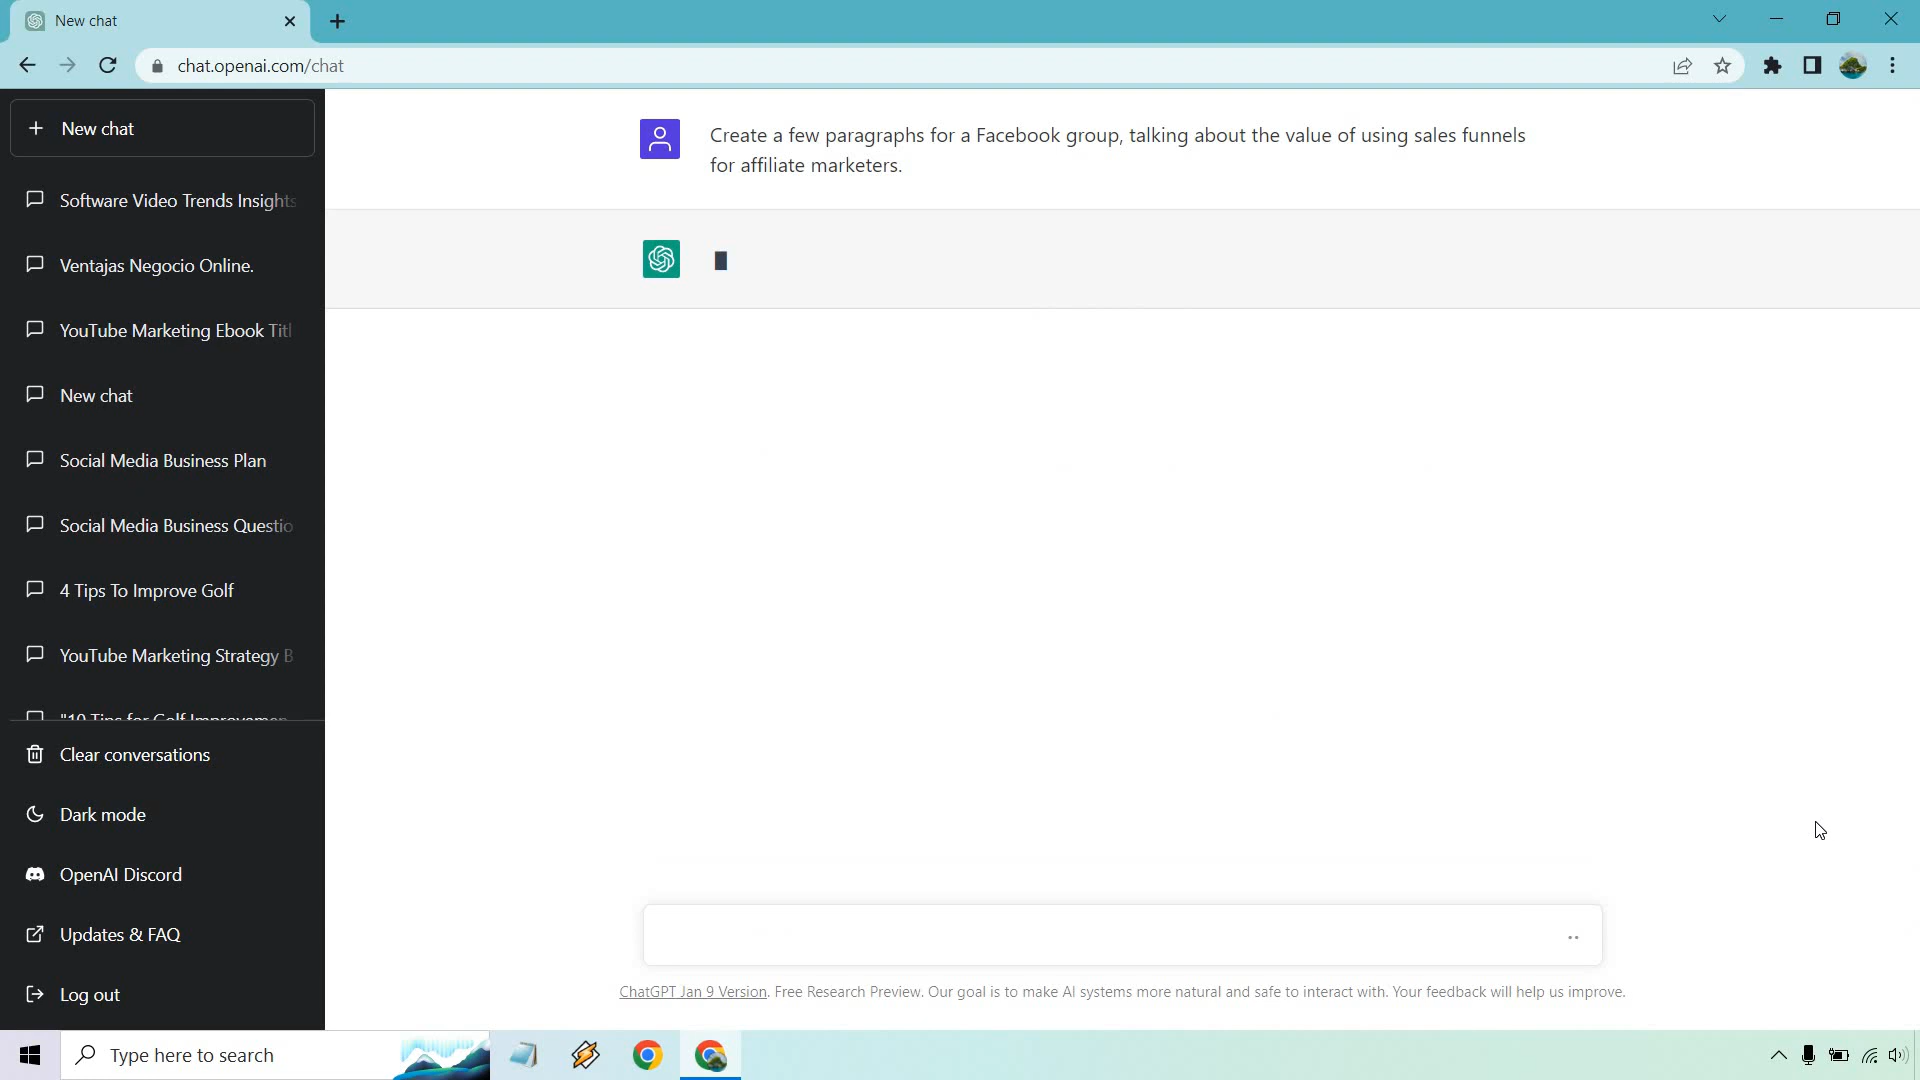 New chat
chat.openai.com/chat
New chat
Software Video Trends Insights
Ventajas Negocio Online.
YouTube Marketing Ebook Titl
New chat
Social Media Business Plan
Social Media Business Questio
4 Tips To Improve Golf
YouTube Marketing Strategy B
"10 Tips for Golf Improvemen
Clear conversations
Dark mode
OpenAI Discord
Updates & FAQ
Log out
Create a few paragraphs for a Facebook group, talking about the value of using sales funnels
for affiliate marketers.
ChatGPT Jan 9 Version. Free Research Preview. Our goal is to make AI systems more natural and safe to interact with. Your feedback will help us improve.
Type here to search